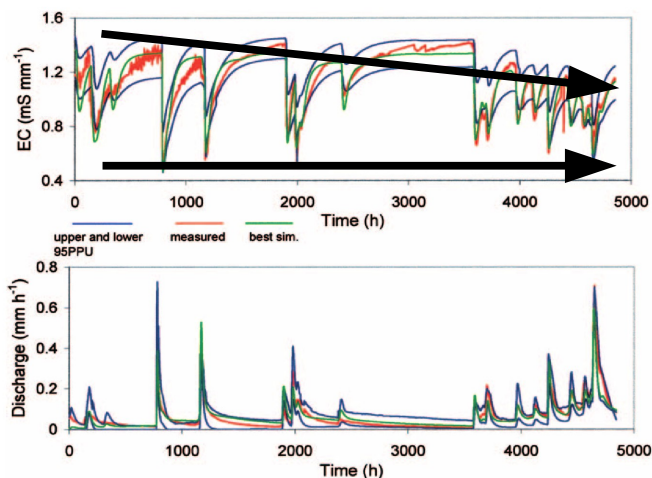 EC (mS mm⁻¹)
1.6
1.2
0.8
0.4
0 1000 2000 3000 4000 5000
Time (h)
upper and lower 95PPU
measured
best sim.
Discharge (mm h⁻¹)
0.8
0.6
0.4
0.2
0
0 1000 2000 3000 4000 5000
Time (h)